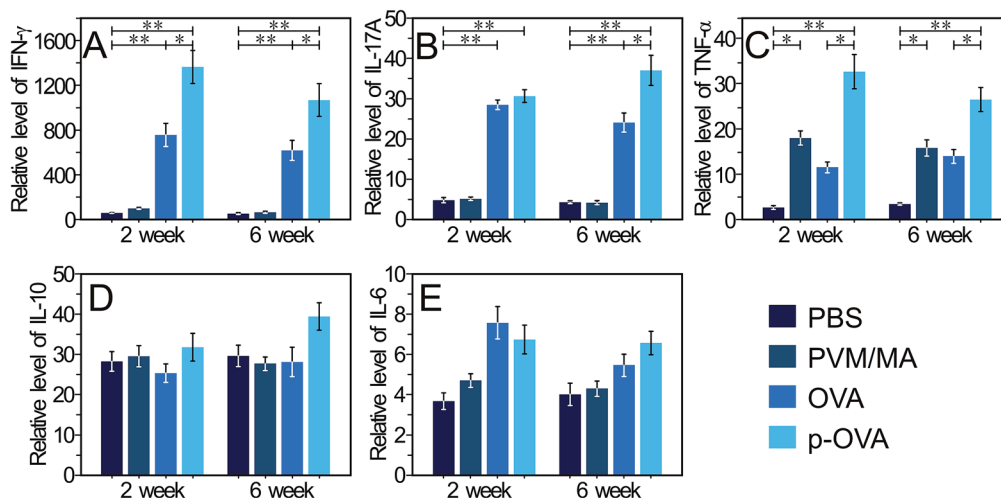 A
Relative level of IFN-γ
1600
1200
800
400
0
** ** * ** ** *
2 week 6 week
B
Relative level of IL-17A
50
40
30
20
10
0
** ** ** ** *
2 week 6 week
C
Relative level of TNF-α
40
30
20
10
0
** * * ** * *
2 week 6 week
D
Relative level of IL-10
50
40
30
20
10
0
2 week 6 week
E
Relative level of IL-6
10
8
6
4
2
0
2 week 6 week
PBS
PVM/MA
OVA
p-OVA